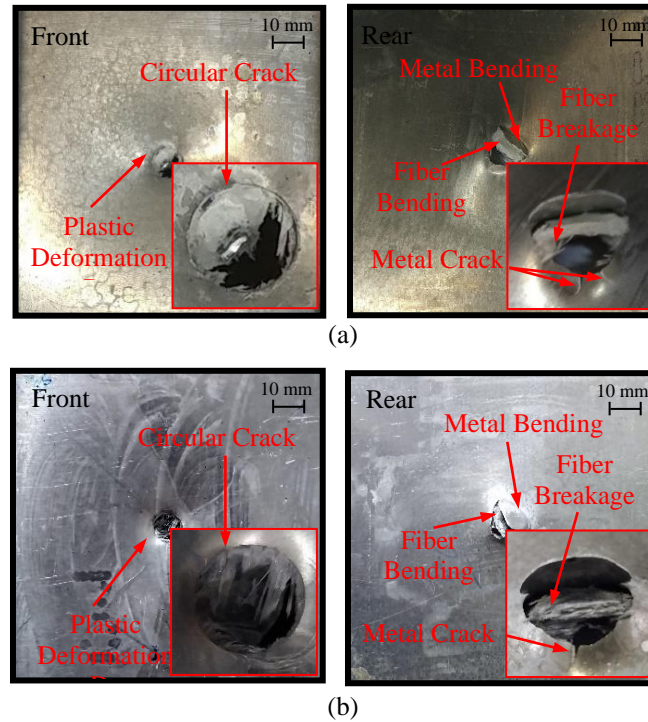 Front
10 mm
Circular Crack
Plastic
Deformation
Rear
10 mm
Metal Bending
Fiber
Breakage
Fiber
Bending
Metal Crack
(a)
Front
10 mm
Circular Crack
Plastic
Deformation
Rear
10 mm
Metal Bending
Fiber
Breakage
Fiber
Bending
Metal Crack
(b)